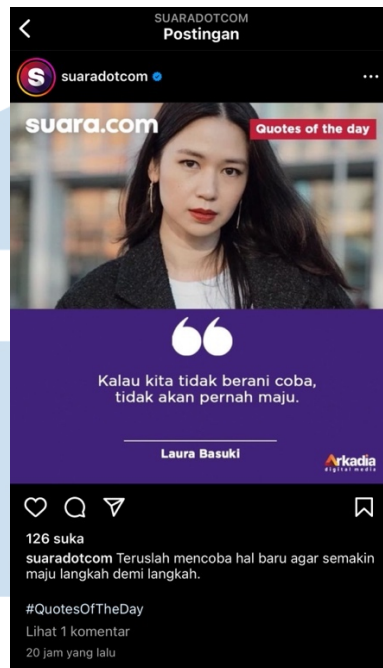 SUARADOTCOM
Postingan
S suaradotcom
suara.com
Quotes of the day
Kalau kita tidak berani coba,
tidak akan pernah maju.
Laura Basuki
Arkadia
digital media
126 suka
suaradotcom Teruslah mencoba hal baru agar semakin
maju langkah demi langkah.
#QuotesOfTheDay
Lihat 1 komentar
20 jam yang lalu